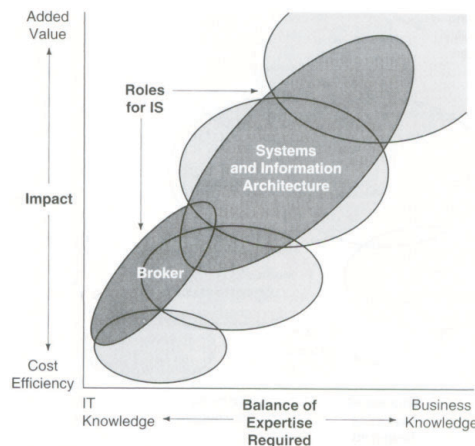 Added
Value
Roles
for IS
Systems
and Information
Architecture
Impact
Broker
Cost
Efficiency
IT
Knowledge
Balance of
Expertise
Required
Business
Knowledge